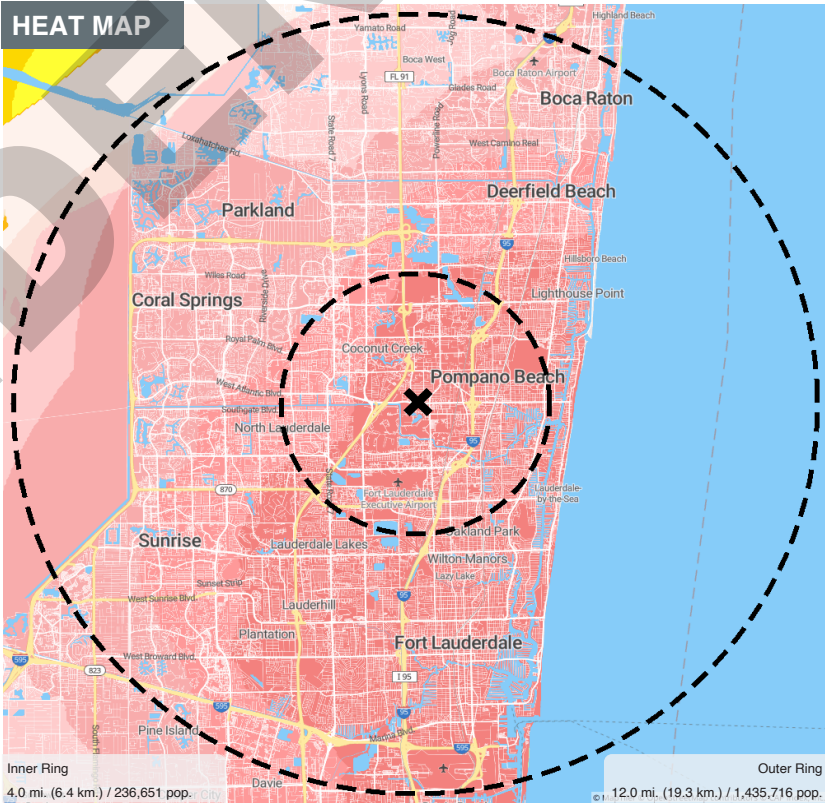 HEAT MAP
Highland Beach
Yamato Road
Jog Road
Boca West
FL 91
Boca Raton Airport
Glades Road
Lyons Road
Boca Raton
Powerline Road
State Road 7
Loxahatchee Rd.
West Camino Real
Deerfield Beach
Parkland
95
Hillsboro Beach
Wiles Road
Riverside Drive
Lighthouse Point
Coral Springs
Royal Palm Blvd.
Coconut Creek
Pompano Beach
West Atlantic Blvd.
Southgate Blvd.
North Lauderdale
95
870
Fort Lauderdale
Executive Airport
Lauderdale-
by-the-Sea
Oakland Park
Sunrise
Lauderdale Lakes
Wilton Manors
Lazy Lake
Sunset Strip
West Sunrise Blvd.
95
Lauderhill
Plantation
Fort Lauderdale
West Broward Blvd.
595
823
I 95
595
95
Pine Island
Marina Blvd.
595
Davie
Inner Ring
4.0 mi. (6.4 km.) / 236,651 pop.
Outer Ring
12.0 mi. (19.3 km.) / 1,435,716 pop.